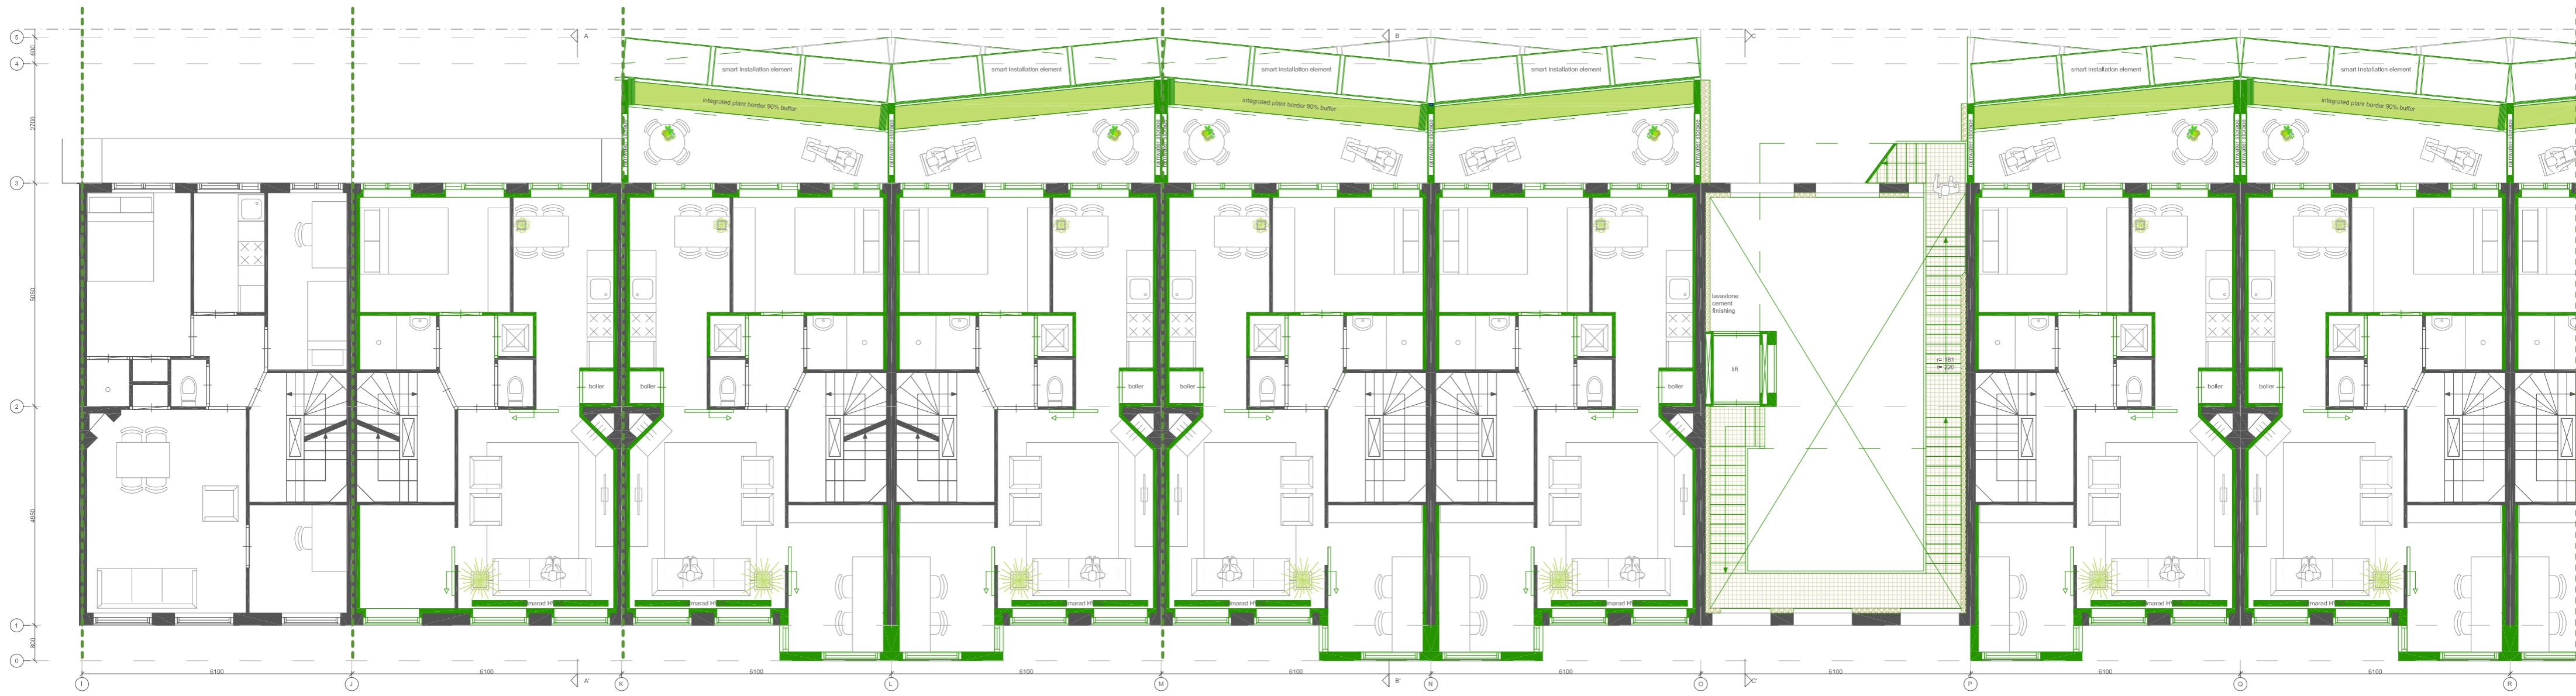 5
4
3
2
1
0
600
2700
5050
4950
800
A
B
C
smart installation element
smart installation element
smart installation element
smart installation element
smart installation element
smart installation element
integrated plant border 90% buffer
integrated plant border 90% buffer
integrated plant border 90% buffer
lavastone
cement
finishing
lift
r= 181
t= 220
boiler
boiler
boiler
boiler
boiler
boiler
boiler
6100
6100
6100
6100
6100
6100
6100
6100
6100
A'
B'
C'
I
J
K
L
M
N
O
P
Q
R